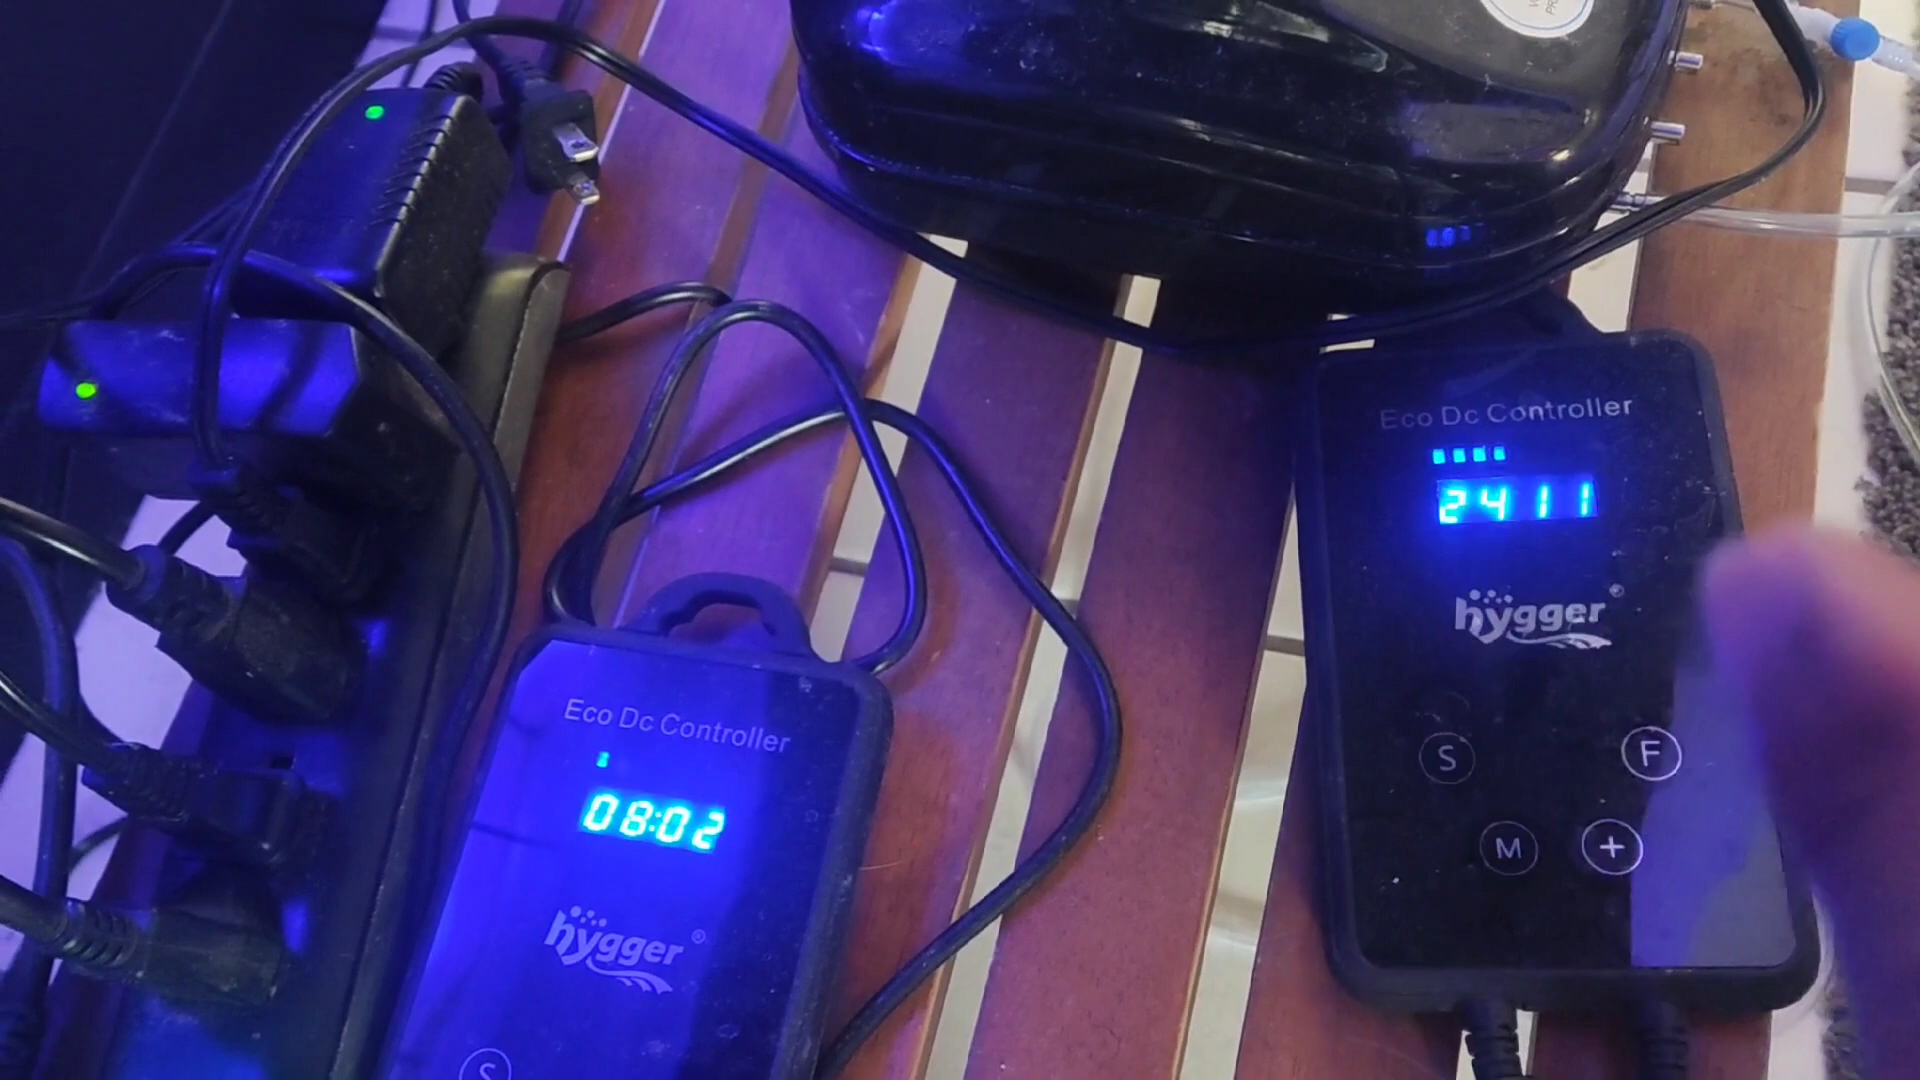 Eco Dc Controller
2411
hygger®
S
F
M
+
Eco Dc Controller
08:02
hygger®
S